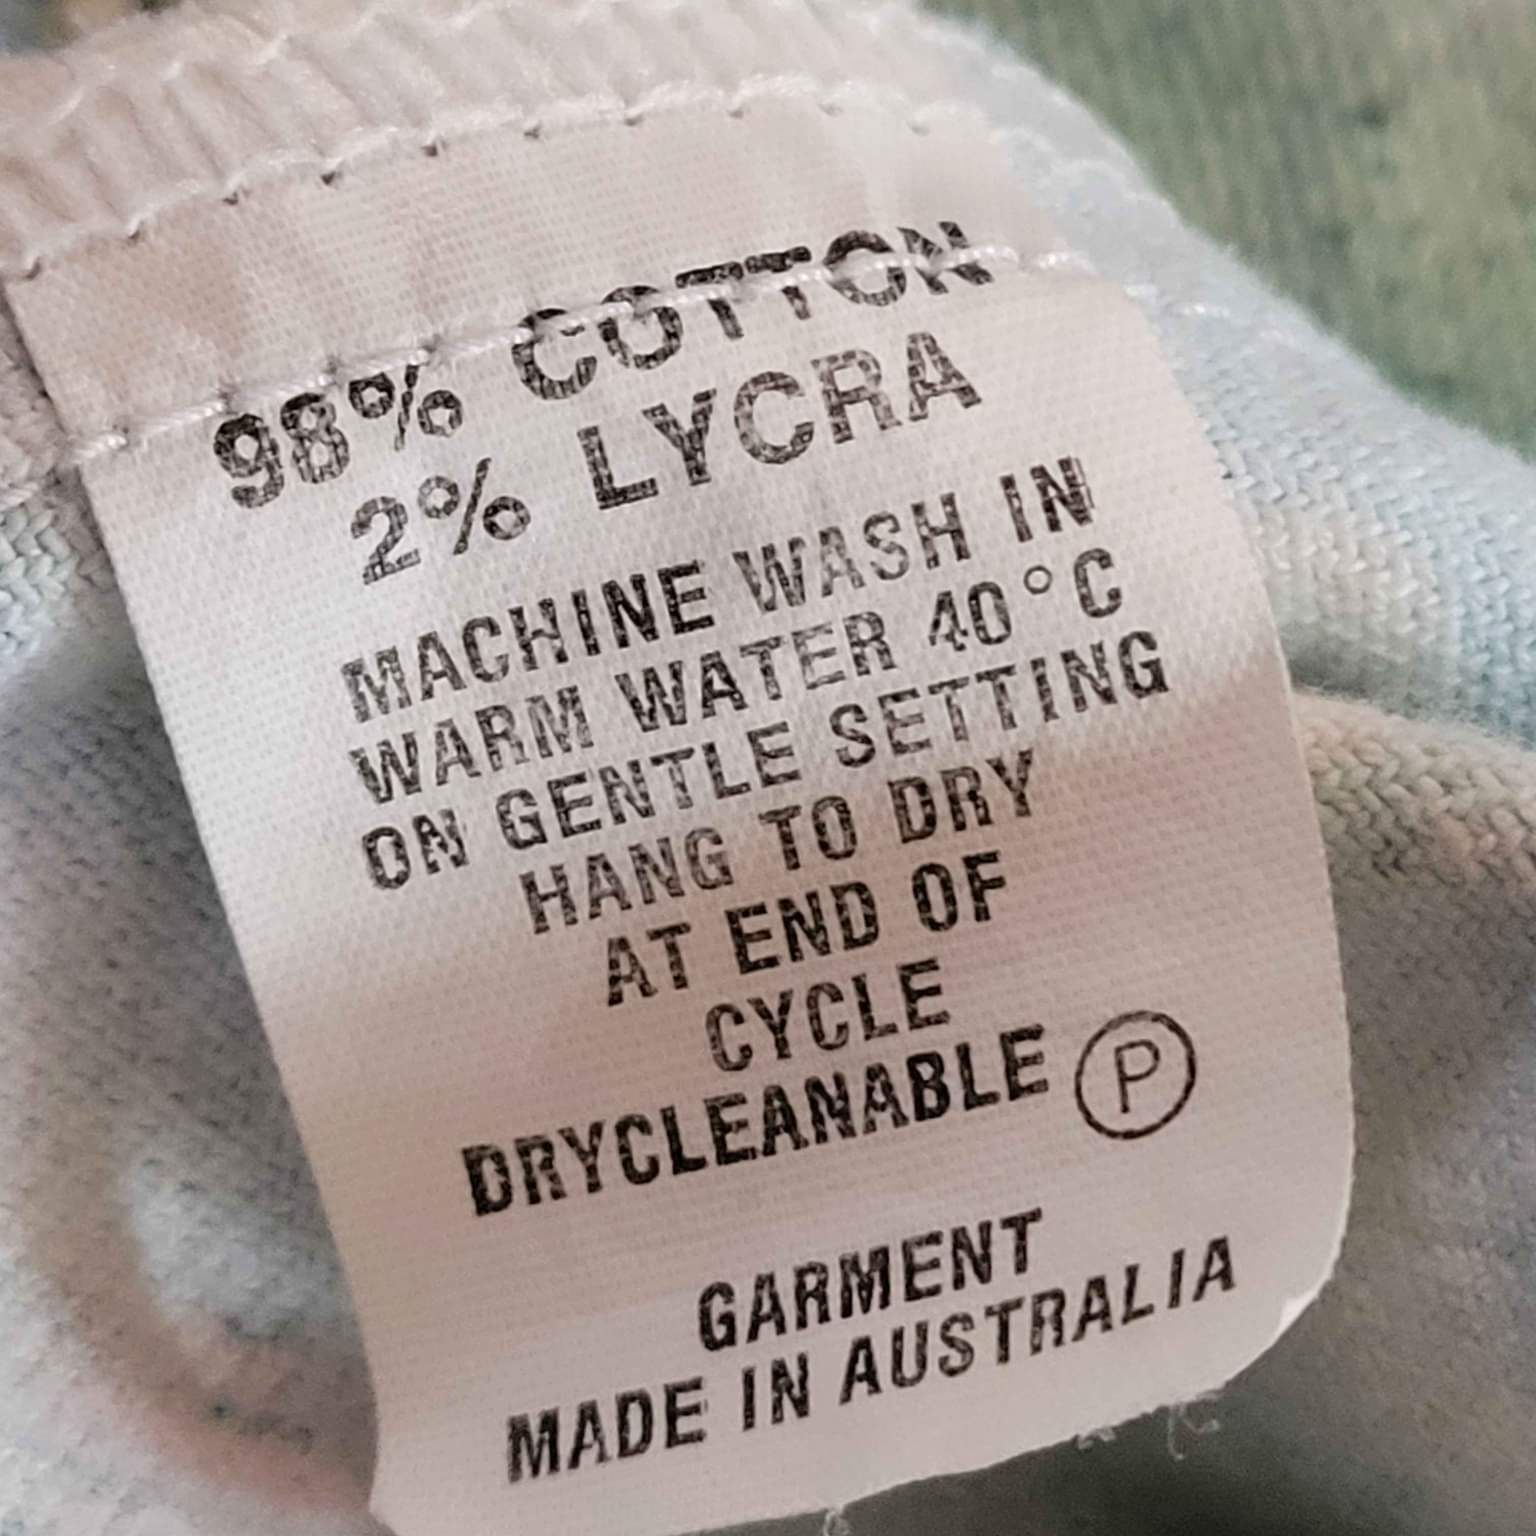 98% COTTON
2% LYCRA
MACHINE WASH IN
WARM WATER 40°C
ON GENTLE SETTING
HANG TO DRY
AT END OF
CYCLE
DRYCLEANABLE Ⓟ
GARMENT
MADE IN AUSTRALIA